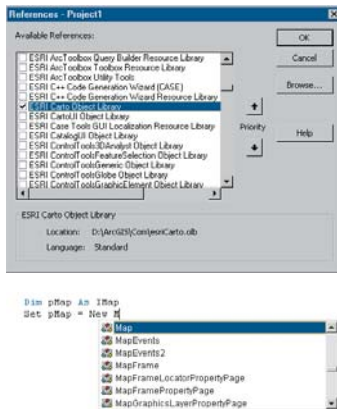 References - Project1
Available References:
OK
Cancel
Browse...
Priority
Help
ESRI ArcToolbox Query Builder Resource Library
ESRI ArcToolbox Toolbox Resource Library
ESRI ArcToolbox Utility Tools
ESRI C++ Code Generation Wizard (CASE)
ESRI C++ Code Generation Wizard Resource Library
ESRI Carto Object Library
ESRI CartoUI Object Library
ESRI Case Tools GUI Localization Resource Library
ESRI CatalogUI Object Library
ESRI ControlTools3DAnalyst Object Library
ESRI ControlToolsFeatureSelection Object Library
ESRI ControlToolsGeneric Object Library
ESRI ControlToolsGlobe Object Library
ESRI ControlToolsGraphicElement Object Library
ESRI Carto Object Library
Location: D:\ArcGIS\Com\esriCarto.olb
Language: Standard
Dim pMap As IMap
Set pMap = New M
Map
MapEvents
MapEvents2
MapFrame
MapFrameLocatorPropertyPage
MapFramePropertyPage
MapGraphicsLayerPropertyPage